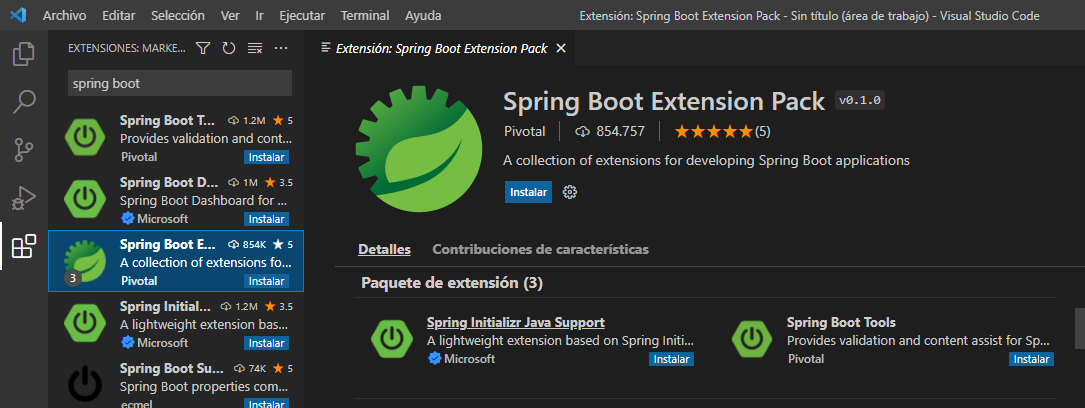 Archivo Editar Selección Ver Ir Ejecutar Terminal Ayuda Extensión: Spring Boot Extension Pack - Sin título (área de trabajo) - Visual Studio Code
EXTENSIONES: MARKE...
spring boot
Spring Boot T... 1.2M 5
Provides validation and cont...
Pivotal Instalar
Spring Boot D... 1M 3.5
Spring Boot Dashboard for ...
Microsoft Instalar
Spring Boot E... 854K 5
A collection of extensions fo...
3 Pivotal Instalar
Spring Initial... 1.2M 3.5
A lightweight extension bas...
Microsoft Instalar
Spring Boot Su... 74K 5
Spring Boot properties com...
ecmel Instalar
Extensión: Spring Boot Extension Pack
Spring Boot Extension Pack v0.1.0
Pivotal 854.757 (5)
A collection of extensions for developing Spring Boot applications
Instalar
Detalles Contribuciones de características
Paquete de extensión (3)
Spring Initializr Java Support
A lightweight extension based on Spring Initi...
Microsoft Instalar
Spring Boot Tools
Provides validation and content assist for Sp...
Pivotal Instalar